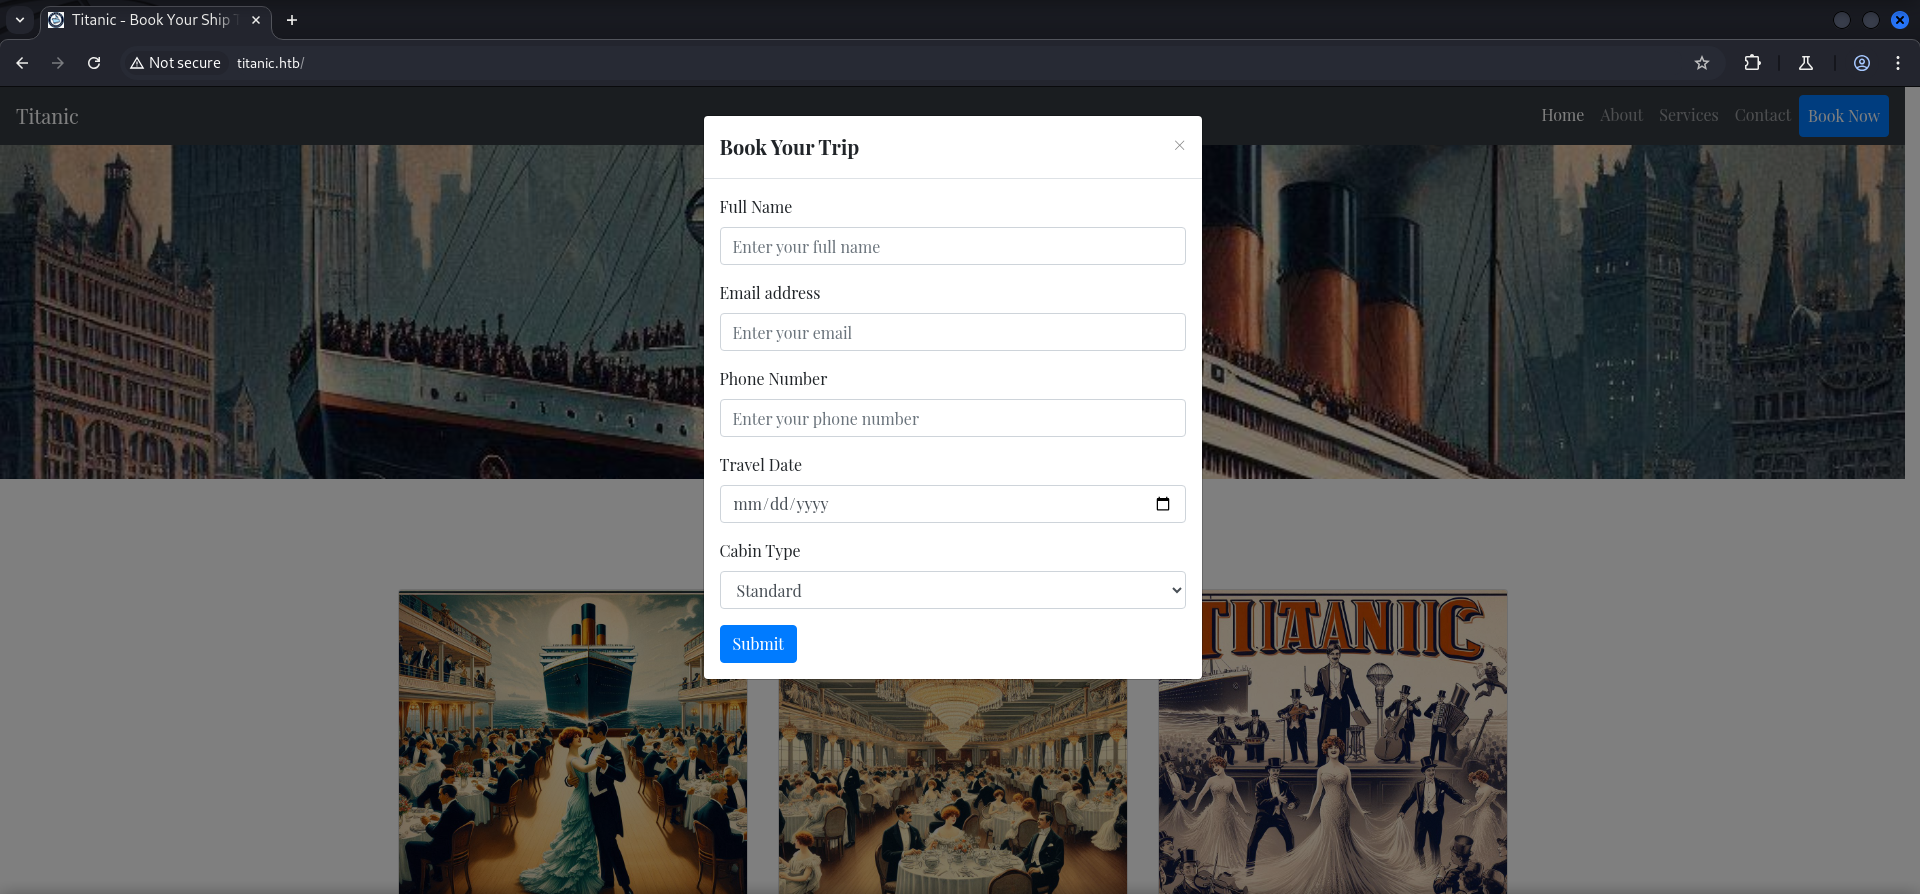 Titanic - Book Your Ship T
Not secure
titanic.htb/
Titanic
Home
About
Services
Contact
Book Now
Book Your Trip
×
Full Name
Enter your full name
Email address
Enter your email
Phone Number
Enter your phone number
Travel Date
mm/dd/yyyy
Cabin Type
Standard
Submit
TIITANIIC